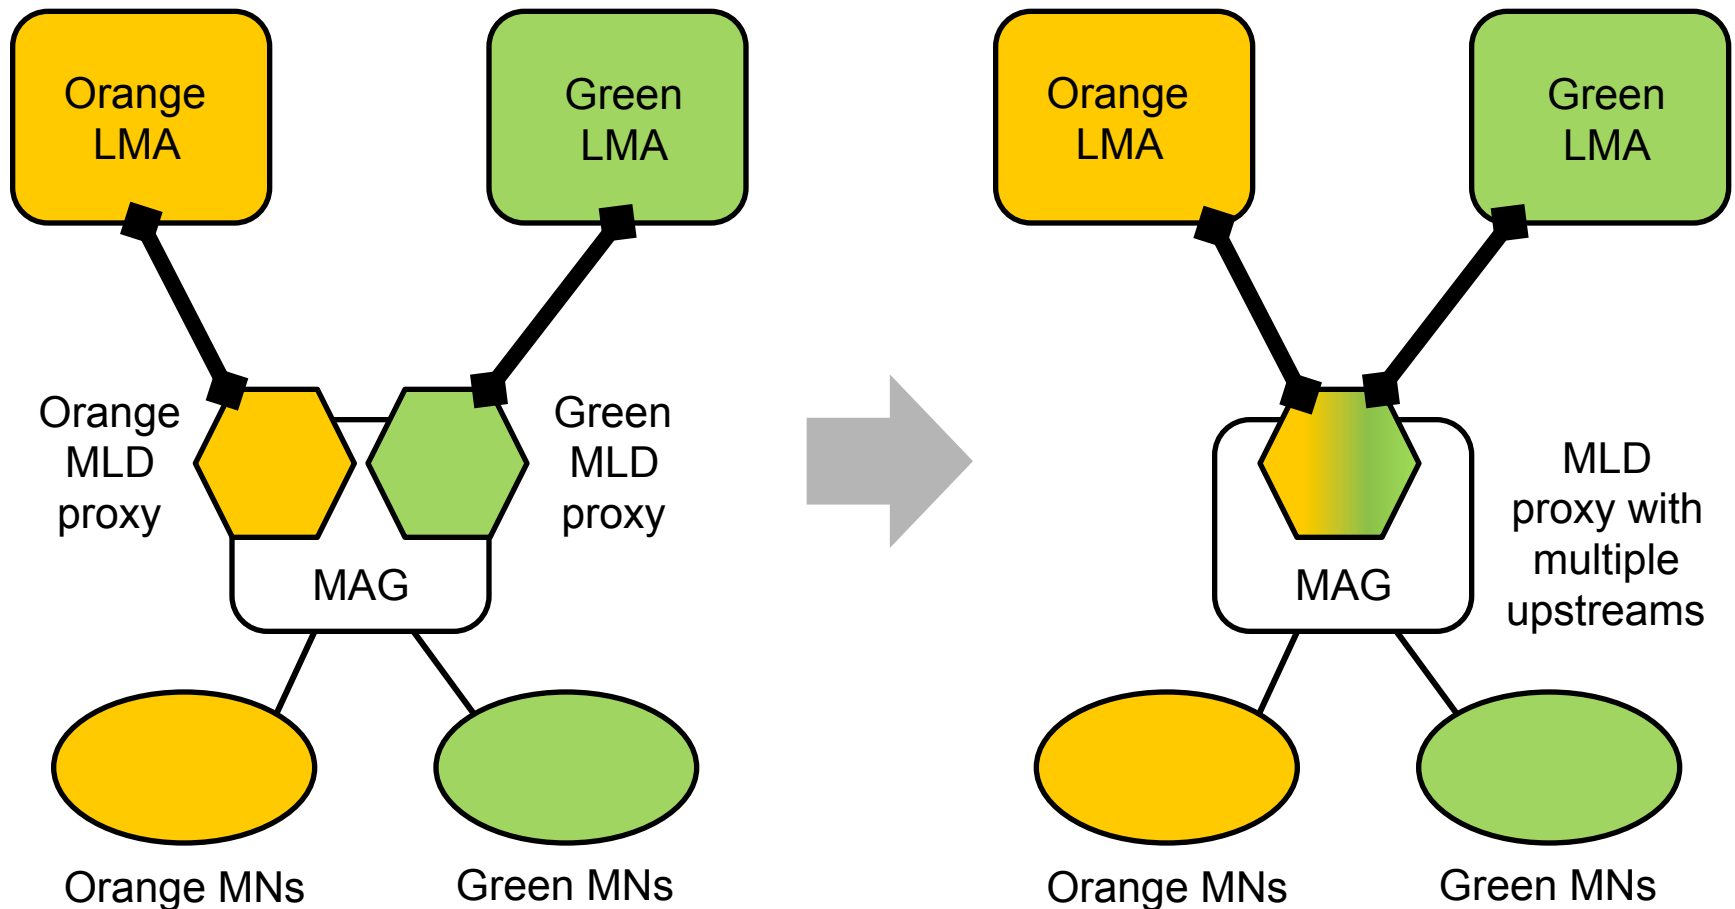 Orange
LMA
Green
LMA
Orange
MLD
proxy
Green
MLD
proxy
MAG
Orange MNs
Green MNs
Orange
LMA
Green
LMA
MLD
proxy with
multiple
upstreams
MAG
Orange MNs
Green MNs